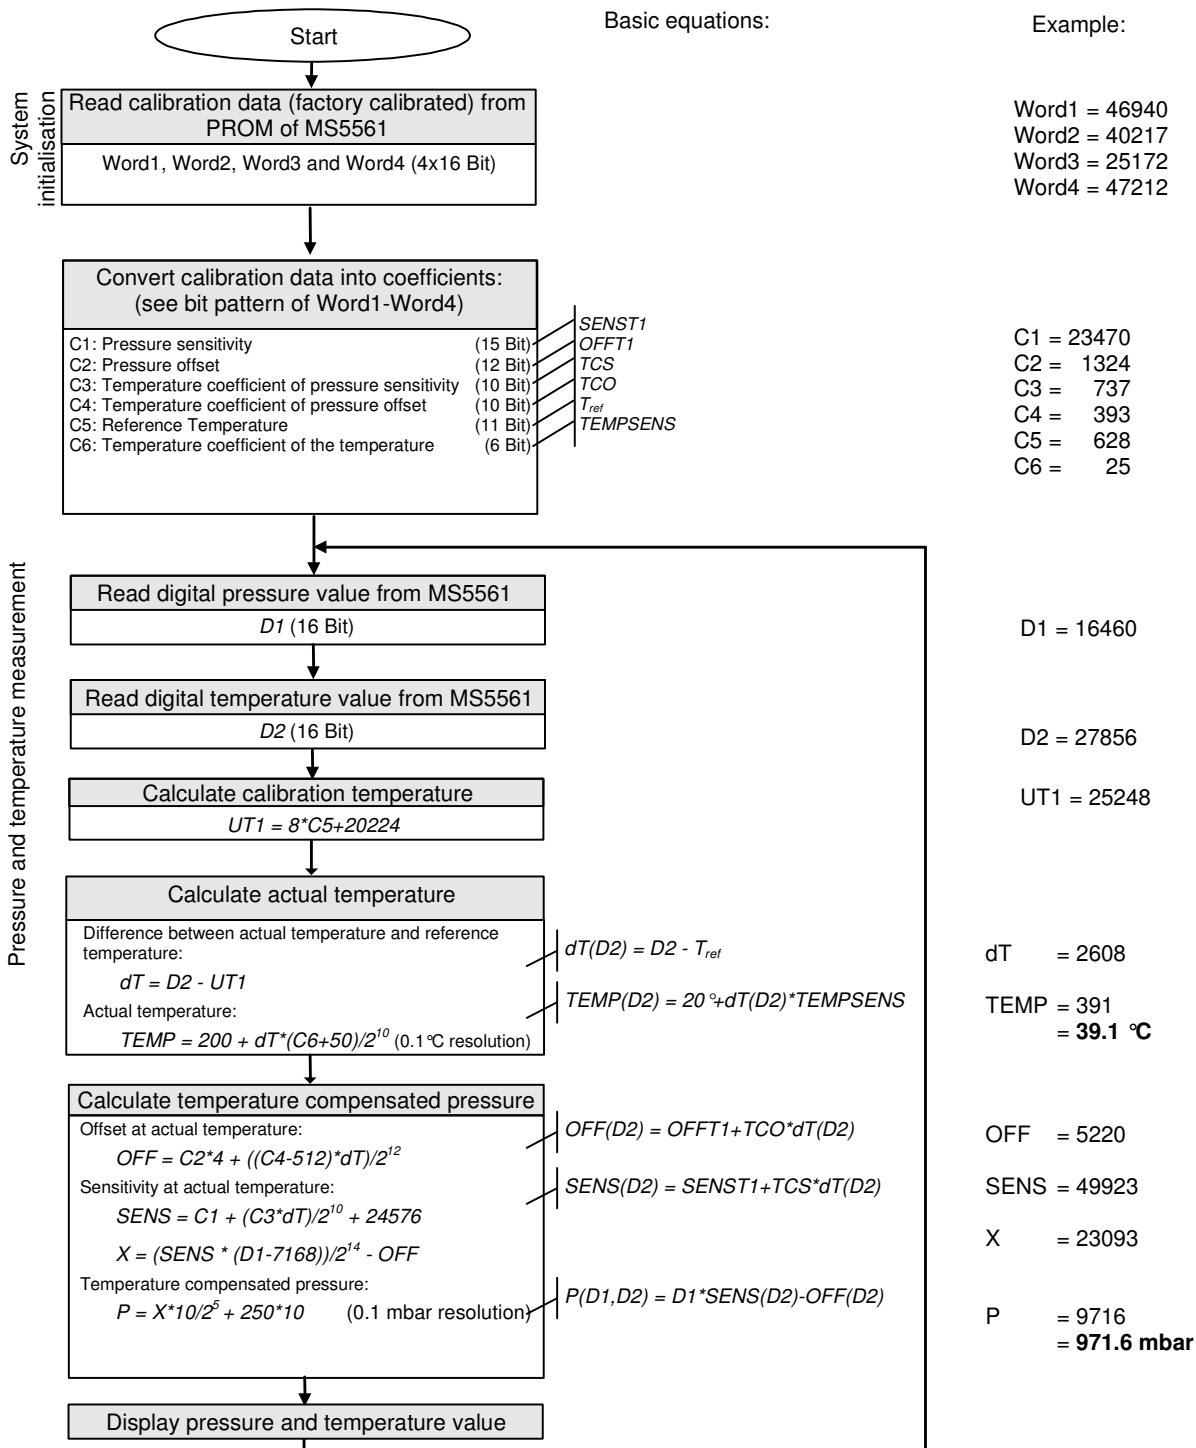 Basic equations:
Example:
Start
System
initialisation
Read calibration data (factory calibrated) from
PROM of MS5561
Word1, Word2, Word3 and Word4 (4x16 Bit)
Word1 = 46940
Word2 = 40217
Word3 = 25172
Word4 = 47212
Convert calibration data into coefficients:
(see bit pattern of Word1-Word4)
C1: Pressure sensitivity (15 Bit) SENST1
C2: Pressure offset (12 Bit) OFFT1
C3: Temperature coefficient of pressure sensitivity (10 Bit) TCS
C4: Temperature coefficient of pressure offset (10 Bit) TCO
C5: Reference Temperature (11 Bit) Tref
C6: Temperature coefficient of the temperature (6 Bit) TEMPSENS
C1 = 23470
C2 = 1324
C3 = 737
C4 = 393
C5 = 628
C6 = 25
Pressure and temperature measurement
Read digital pressure value from MS5561
D1 (16 Bit)
D1 = 16460
Read digital temperature value from MS5561
D2 (16 Bit)
D2 = 27856
Calculate calibration temperature
UT1 = 8*C5+20224
UT1 = 25248
Calculate actual temperature
Difference between actual temperature and reference
temperature:
dT = D2 - UT1
dT(D2) = D2 - Tref
dT = 2608
Actual temperature:
TEMP = 200 + dT*(C6+50)/2^10 (0.1°C resolution)
TEMP(D2) = 20°+dT(D2)*TEMPSENS
TEMP = 391
= 39.1 °C
Calculate temperature compensated pressure
Offset at actual temperature:
OFF = C2*4 + ((C4-512)*dT)/2^12
OFF(D2) = OFFT1+TCO*dT(D2)
OFF = 5220
Sensitivity at actual temperature:
SENS = C1 + (C3*dT)/2^10 + 24576
SENS(D2) = SENST1+TCS*dT(D2)
SENS = 49923
X = (SENS * (D1-7168))/2^14 - OFF
X = 23093
Temperature compensated pressure:
P = X*10/2^5 + 250*10 (0.1 mbar resolution)
P(D1,D2) = D1*SENS(D2)-OFF(D2)
P = 9716
= 971.6 mbar
Display pressure and temperature value